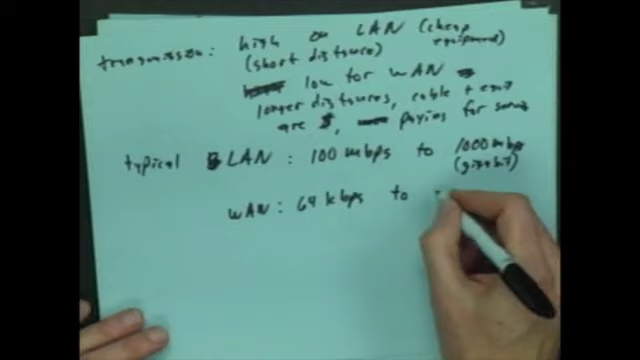 transmission: high on LAN (cheap equipment)
(short distance)
low for WAN
longer distances, cable + equip
are $, paying for service
typical LAN: 100 mbps to 1000 mbps
(gigabit)
WAN: 64 kbps to